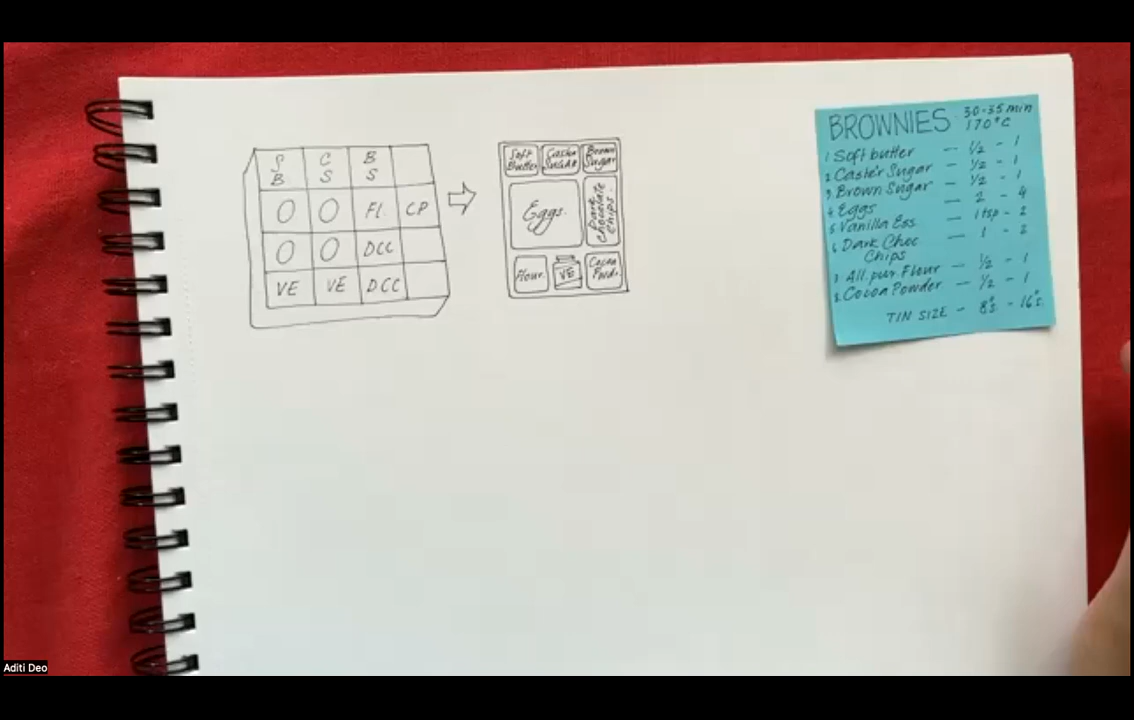 S B
C S
B S
O O Fl. CP
O O DCC
VE VE DCC
Soft Butter
Caster Sugar
Brown Sugar
Eggs.
Dark Chocolate Chips
Flour.
VE
Cocoa Powd.
BROWNIES 30-35 min
170°C
1 Soft butter — ½ - 1
2 Caster Sugar — ½ - 1
3 Brown Sugar — ½ - 1
4 Eggs — 2 - 4
5 Vanilla Ess — 1 tsp - 2
6 Dark Choc Chips — 1 - 2
7 All. pur. Flour — ½ - 1
8 Cocoa Powder — ½ - 1
TIN SIZE — 8"s - 16"s
Aditi Deo